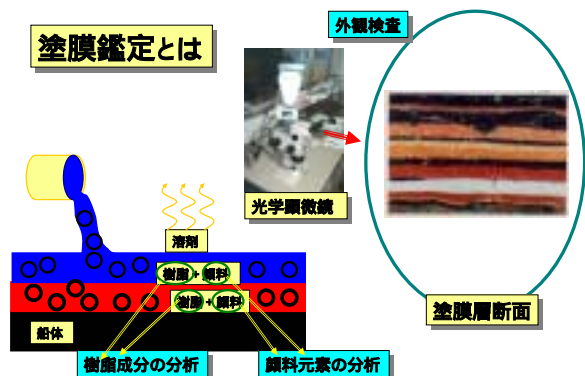 塗膜鑑定とは
外観検査
光学顕微鏡
溶剤
樹脂+顔料
樹脂+顔料
船体
塗膜層断面
樹脂成分の分析
顔料元素の分析